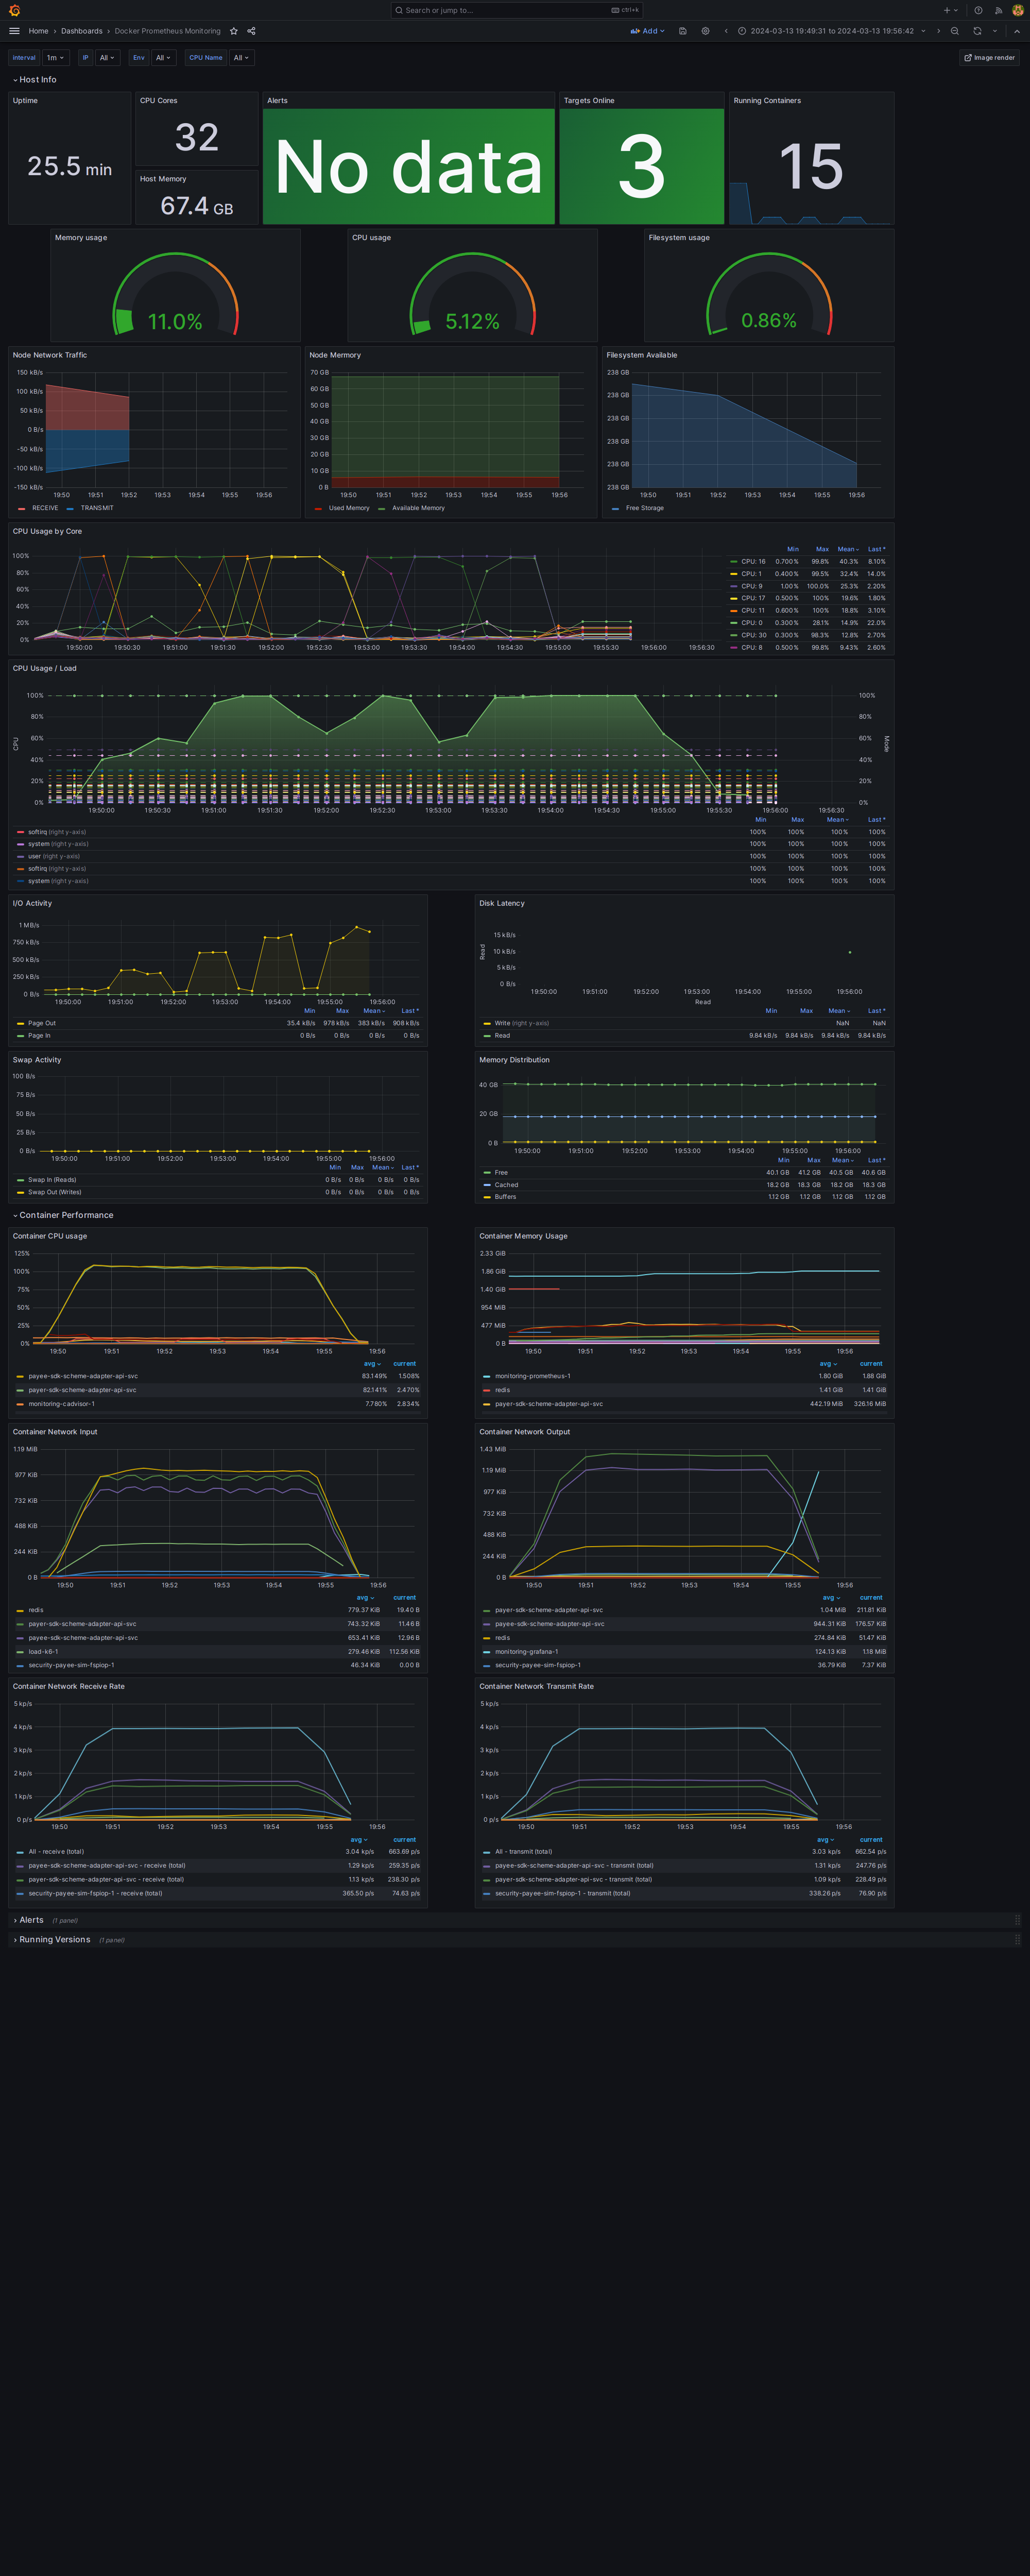 Search or jump to...
ctrl+k
Home › Dashboards › Docker Prometheus Monitoring
Add
2024-03-13 19:49:31 to 2024-03-13 19:56:42
Interval 1m IP All Env All CPU Name All
Image render
Host Info
Uptime
25.5 min
CPU Cores
32
Host Memory
67.4 GB
Alerts
No data
Targets Online
3
Running Containers
15
Memory usage
11.0%
CPU usage
5.12%
Filesystem usage
0.86%
Node Network Traffic
150 kB/s
100 kB/s
50 kB/s
0 B/s
-50 kB/s
-100 kB/s
-150 kB/s
19:50 19:51 19:52 19:53 19:54 19:55 19:56
RECEIVE TRANSMIT
Node Mermory
70 GB
60 GB
50 GB
40 GB
30 GB
20 GB
10 GB
0 B
19:50 19:51 19:52 19:53 19:54 19:55 19:56
Used Memory Available Memory
Filesystem Available
238 GB
238 GB
238 GB
238 GB
238 GB
238 GB
19:50 19:51 19:52 19:53 19:54 19:55 19:56
Free Storage
CPU Usage by Core
100%
80%
60%
40%
20%
0%
19:50:00 19:50:30 19:51:00 19:51:30 19:52:00 19:52:30 19:53:00 19:53:30 19:54:00 19:54:30 19:55:00 19:55:30 19:56:00 19:56:30
Min Max Mean Last *
CPU: 16 0.700% 99.8% 40.3% 8.10%
CPU: 1 0.400% 99.5% 32.4% 14.0%
CPU: 9 1.00% 100.0% 25.3% 2.20%
CPU: 17 0.500% 100% 19.6% 1.80%
CPU: 11 0.600% 100% 18.8% 3.10%
CPU: 0 0.300% 28.1% 14.9% 22.0%
CPU: 30 0.300% 98.3% 12.8% 2.70%
CPU: 8 0.500% 99.8% 9.43% 2.60%
CPU Usage / Load
CPU
100%
80%
60%
40%
20%
0%
100%
80%
60%
40%
20%
0%
Mode
19:50:00 19:50:30 19:51:00 19:51:30 19:52:00 19:52:30 19:53:00 19:53:30 19:54:00 19:54:30 19:55:00 19:55:30 19:56:00 19:56:30
Min Max Mean Last *
softirq (right y-axis) 100% 100% 100% 100%
system (right y-axis) 100% 100% 100% 100%
user (right y-axis) 100% 100% 100% 100%
softirq (right y-axis) 100% 100% 100% 100%
system (right y-axis) 100% 100% 100% 100%
I/O Activity
1 MB/s
750 kB/s
500 kB/s
250 kB/s
0 B/s
19:50:00 19:51:00 19:52:00 19:53:00 19:54:00 19:55:00 19:56:00
Min Max Mean Last *
Page Out 35.4 kB/s 978 kB/s 383 kB/s 908 kB/s
Page In 0 B/s 0 B/s 0 B/s 0 B/s
Disk Latency
Read
15 kB/s
10 kB/s
5 kB/s
0 B/s
19:50:00 19:51:00 19:52:00 19:53:00 19:54:00 19:55:00 19:56:00
Read
Min Max Mean Last *
Write (right y-axis) NaN NaN
Read 9.84 kB/s 9.84 kB/s 9.84 kB/s 9.84 kB/s
Swap Activity
100 B/s
75 B/s
50 B/s
25 B/s
0 B/s
19:50:00 19:51:00 19:52:00 19:53:00 19:54:00 19:55:00 19:56:00
Min Max Mean Last *
Swap In (Reads) 0 B/s 0 B/s 0 B/s 0 B/s
Swap Out (Writes) 0 B/s 0 B/s 0 B/s 0 B/s
Memory Distribution
40 GB
20 GB
0 B
19:50:00 19:51:00 19:52:00 19:53:00 19:54:00 19:55:00 19:56:00
Min Max Mean Last *
Free 40.1 GB 41.2 GB 40.5 GB 40.6 GB
Cached 18.2 GB 18.3 GB 18.2 GB 18.3 GB
Buffers 1.12 GB 1.12 GB 1.12 GB 1.12 GB
Container Performance
Container CPU usage
125%
100%
75%
50%
25%
0%
19:50 19:51 19:52 19:53 19:54 19:55 19:56
avg current
payee-sdk-scheme-adapter-api-svc 83.149% 1.508%
payer-sdk-scheme-adapter-api-svc 82.141% 2.470%
monitoring-cadvisor-1 7.780% 2.834%
Container Memory Usage
2.33 GiB
1.86 GiB
1.40 GiB
954 MiB
477 MiB
0 B
19:50 19:51 19:52 19:53 19:54 19:55 19:56
avg current
monitoring-prometheus-1 1.80 GiB 1.88 GiB
redis 1.41 GiB 1.41 GiB
payer-sdk-scheme-adapter-api-svc 442.19 MiB 326.16 MiB
Container Network Input
1.19 MiB
977 KiB
732 KiB
488 KiB
244 KiB
0 B
19:50 19:51 19:52 19:53 19:54 19:55 19:56
avg current
redis 779.37 KiB 19.40 B
payer-sdk-scheme-adapter-api-svc 743.32 KiB 11.46 B
payee-sdk-scheme-adapter-api-svc 653.41 KiB 12.96 B
load-k6-1 279.46 KiB 112.56 KiB
security-payee-sim-fspiop-1 46.34 KiB 0.00 B
Container Network Output
1.43 MiB
1.19 MiB
977 KiB
732 KiB
488 KiB
244 KiB
0 B
19:50 19:51 19:52 19:53 19:54 19:55 19:56
avg current
payer-sdk-scheme-adapter-api-svc 1.04 MiB 211.81 KiB
payee-sdk-scheme-adapter-api-svc 944.31 KiB 176.57 KiB
redis 274.84 KiB 51.47 KiB
monitoring-grafana-1 124.13 KiB 1.18 MiB
security-payee-sim-fspiop-1 36.79 KiB 7.37 KiB
Container Network Receive Rate
5 kp/s
4 kp/s
3 kp/s
2 kp/s
1 kp/s
0 p/s
19:50 19:51 19:52 19:53 19:54 19:55 19:56
avg current
All - receive (total) 3.04 kp/s 663.69 p/s
payee-sdk-scheme-adapter-api-svc - receive (total) 1.29 kp/s 259.35 p/s
payer-sdk-scheme-adapter-api-svc - receive (total) 1.13 kp/s 238.30 p/s
security-payee-sim-fspiop-1 - receive (total) 365.50 p/s 74.63 p/s
Container Network Transmit Rate
5 kp/s
4 kp/s
3 kp/s
2 kp/s
1 kp/s
0 p/s
19:50 19:51 19:52 19:53 19:54 19:55 19:56
avg current
All - transmit (total) 3.03 kp/s 662.54 p/s
payee-sdk-scheme-adapter-api-svc - transmit (total) 1.31 kp/s 247.76 p/s
payer-sdk-scheme-adapter-api-svc - transmit (total) 1.09 kp/s 228.49 p/s
security-payee-sim-fspiop-1 - transmit (total) 338.26 p/s 76.90 p/s
Alerts (1 panel)
Running Versions (1 panel)